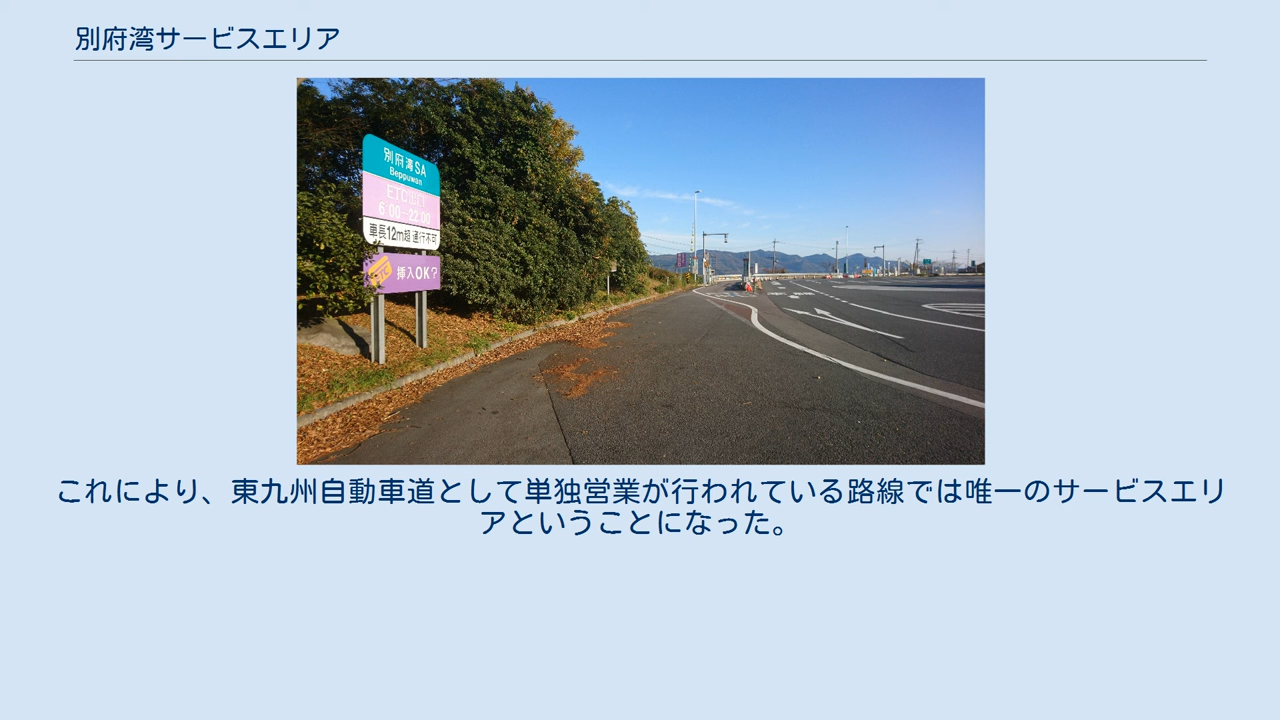 別府湾サービスエリア
別府湾SA
Beppuwan
ETC出口
6:00~22:00
車長12m超 通行不可
ETC 挿入OK?
これにより、東九州自動車道として単独営業が行われている路線では唯一のサービスエリ
アということになった。